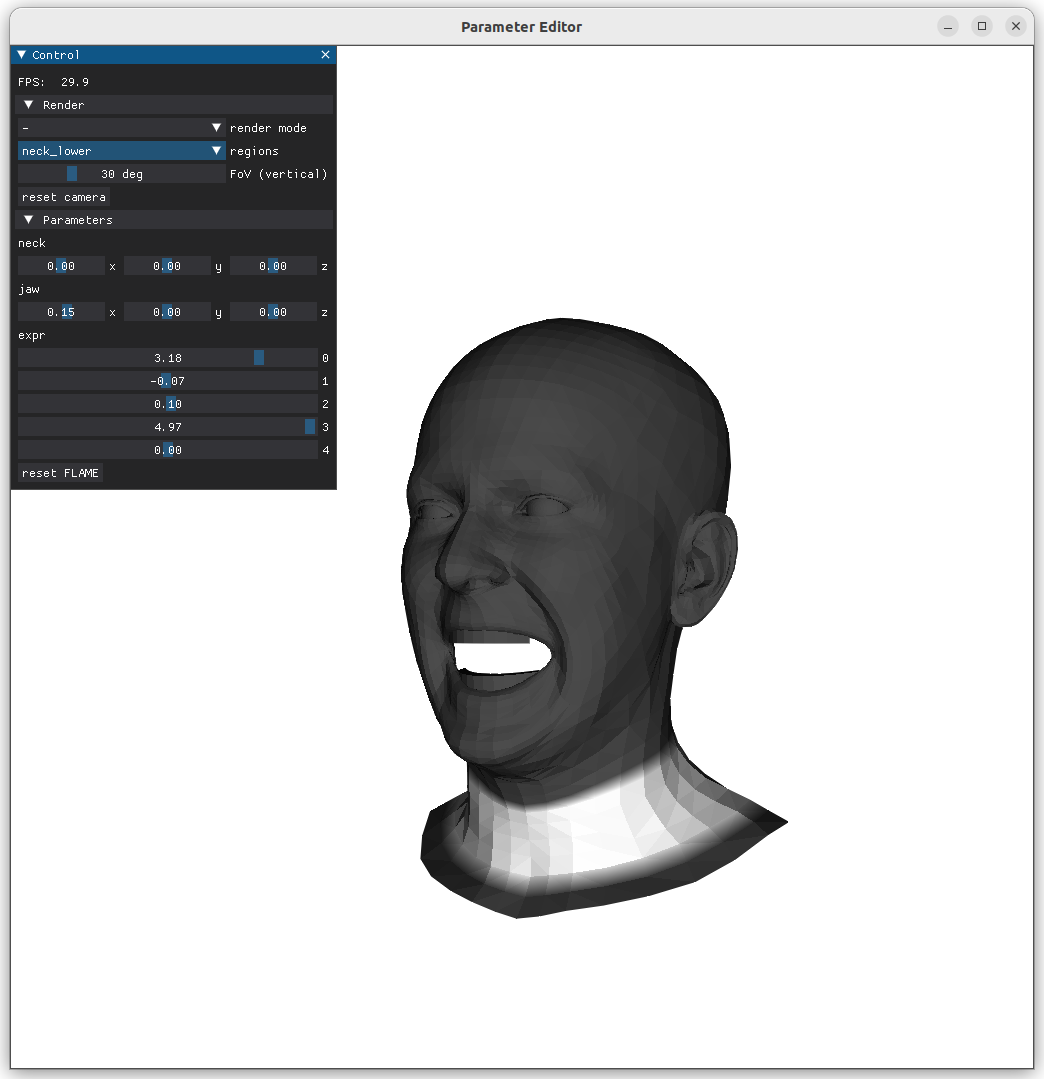 Parameter Editor
Control
FPS: 29.9
Render
- render mode
neck_lower regions
30 deg FoV (vertical)
reset camera
Parameters
neck
0.00 x 0.00 y 0.00 z
jaw
0.15 x 0.00 y 0.00 z
expr
3.18 0
-0.07 1
0.10 2
4.97 3
0.00 4
reset FLAME